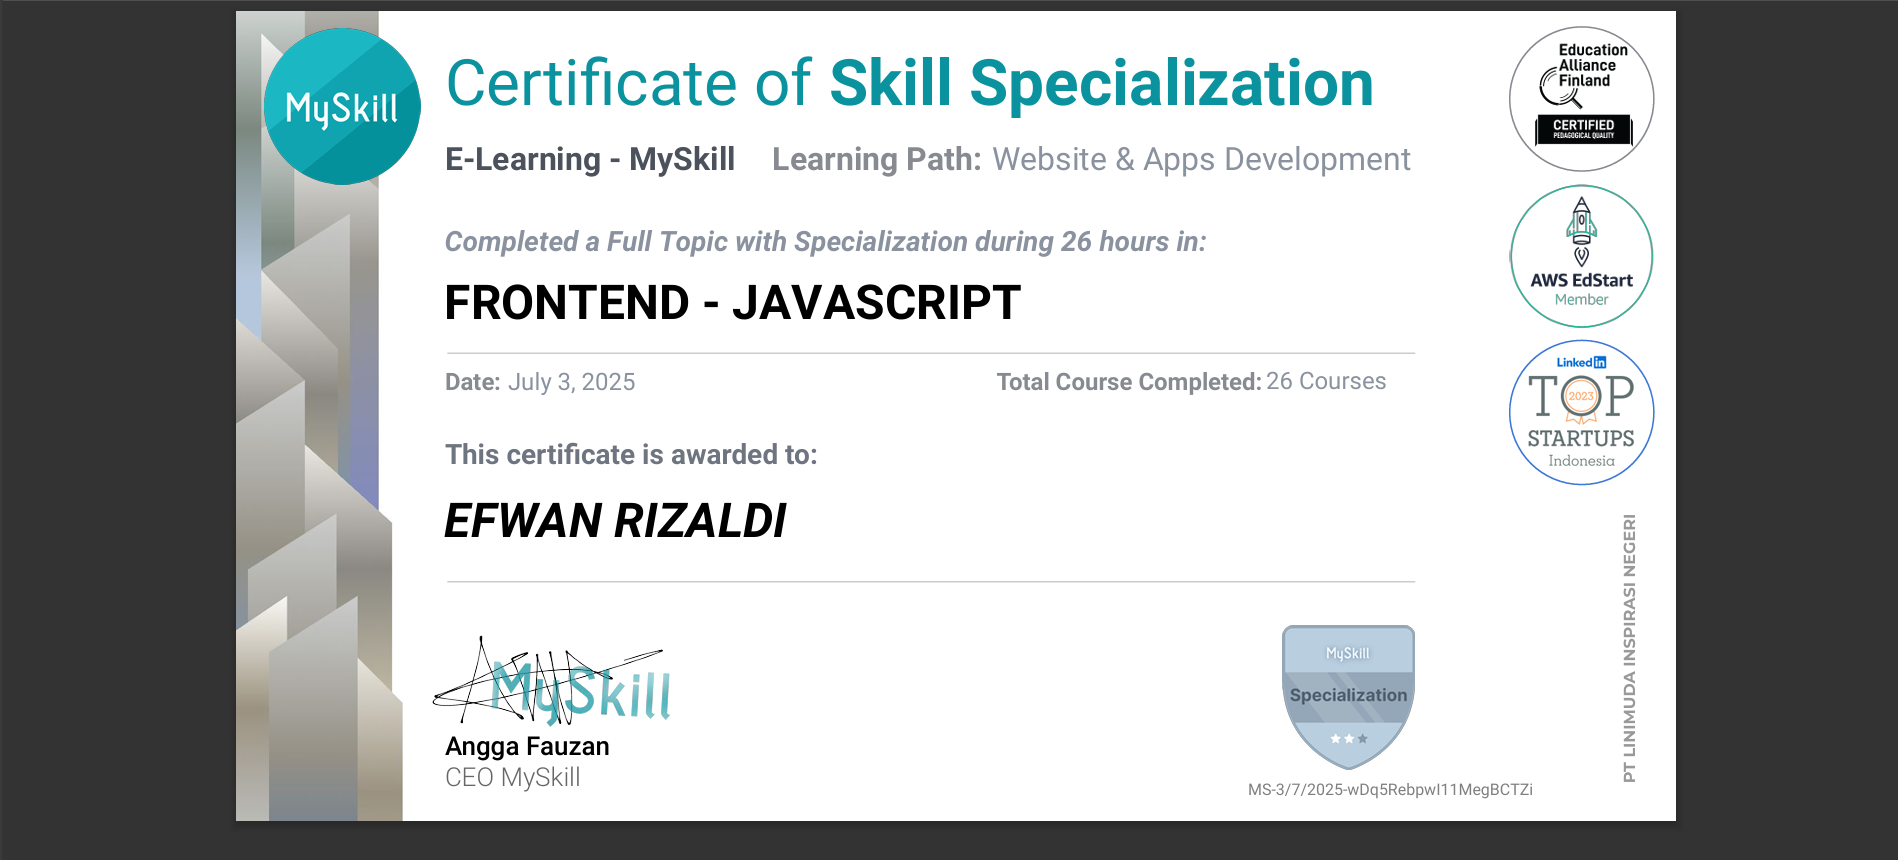 MySkill
Certificate of Skill Specialization
E-Learning - MySkill Learning Path: Website & Apps Development
Completed a Full Topic with Specialization during 26 hours in:
FRONTEND - JAVASCRIPT
Date: July 3, 2025 Total Course Completed: 26 Courses
This certificate is awarded to:
EFWAN RIZALDI
MySkill
Angga Fauzan
CEO MySkill
MySkill
Specialization
MS-3/7/2025-wDq5RebpwI11MegBCTZi
Education
Alliance
Finland
CERTIFIED
PEDAGOGICAL QUALITY
AWS EdStart
Member
Linked in
TOP
2023
STARTUPS
Indonesia
PT LINIMUDA INSPIRASI NEGERI